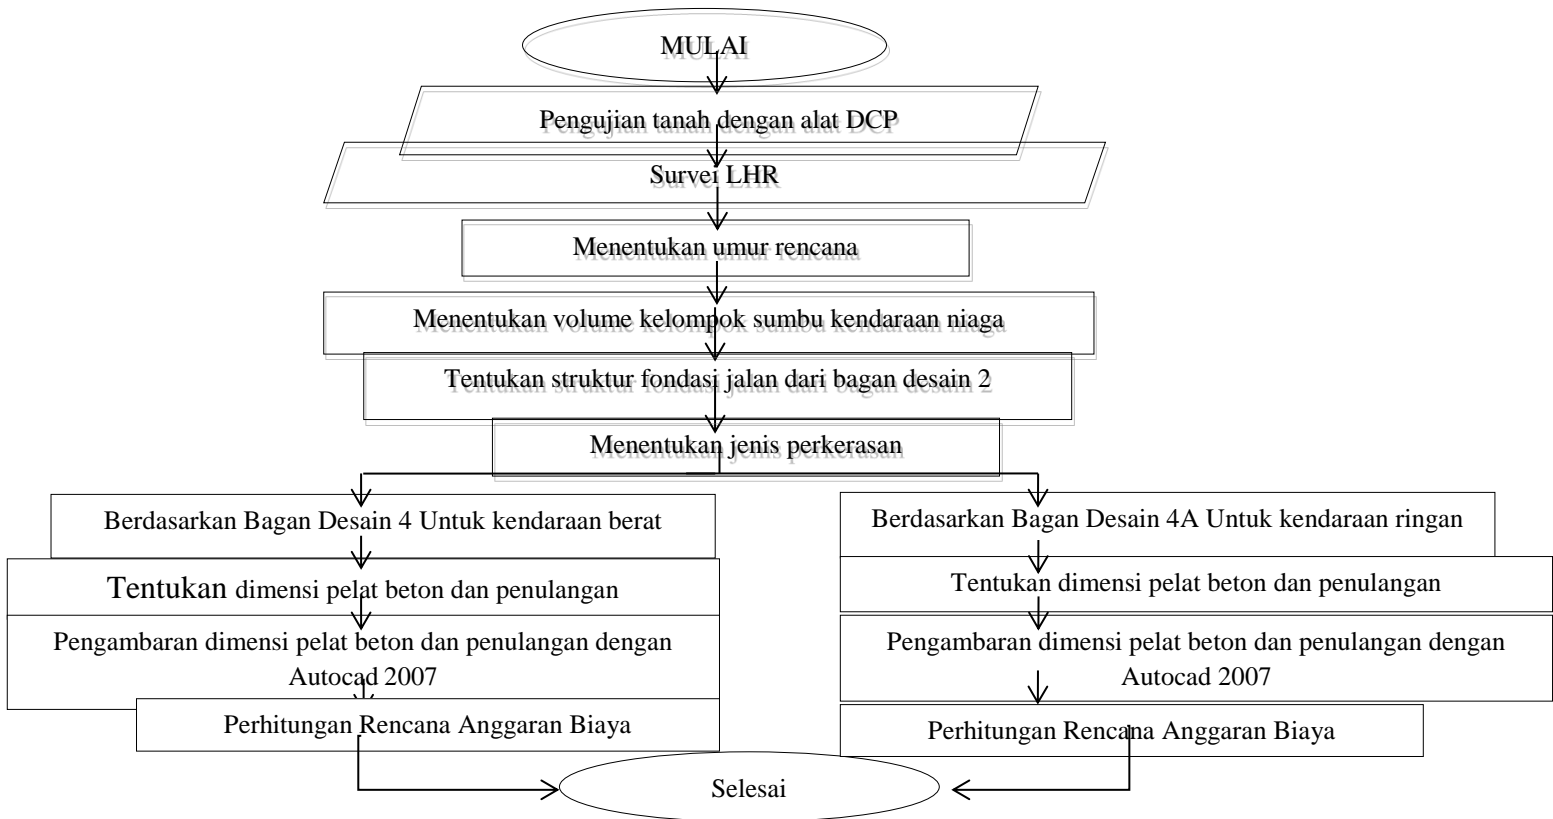 MULAI
Pengujian tanah dengan alat DCP
Survei LHR
Menentukan umur rencana
Menentukan volume kelompok sumbu kendaraan niaga
Tentukan struktur fondasi jalan dari bagan desain 2
Menentukan jenis perkerasan
Berdasarkan Bagan Desain 4 Untuk kendaraan berat
Tentukan dimensi pelat beton dan penulangan
Pengambaran dimensi pelat beton dan penulangan dengan
Autocad 2007
Perhitungan Rencana Anggaran Biaya
Berdasarkan Bagan Desain 4A Untuk kendaraan ringan
Tentukan dimensi pelat beton dan penulangan
Pengambaran dimensi pelat beton dan penulangan dengan
Autocad 2007
Perhitungan Rencana Anggaran Biaya
Selesai